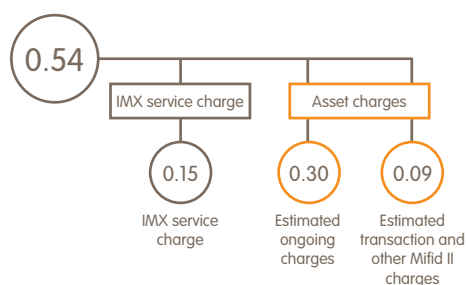 0.54
IMX service charge
Asset charges
0.15
0.30
0.09
IMX service
charge
Estimated
ongoing
charges
Estimated
transaction and
other Mifid II
charges